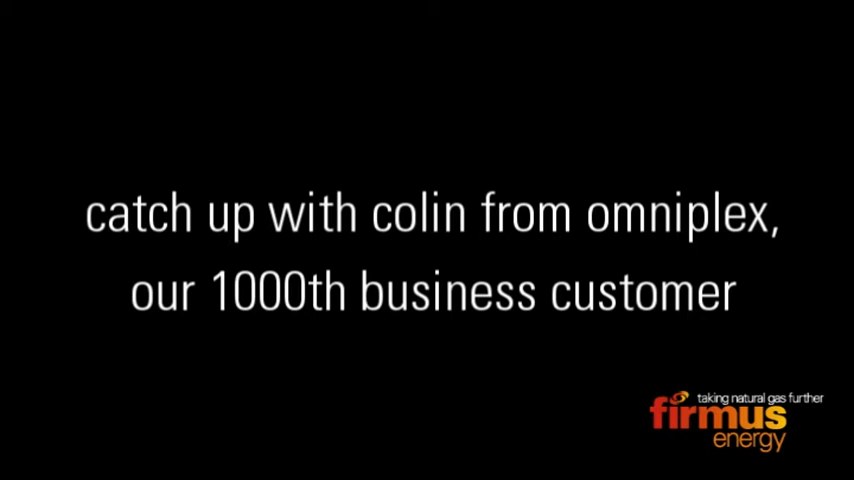 catch up with colin from omniplex,
our 1000th business customer
taking natural gas further
firmus
energy